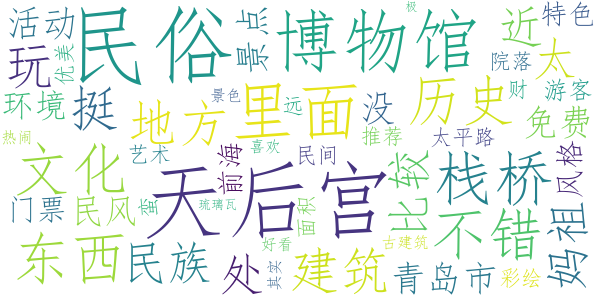 活动
民俗
景点
博物馆
近
特色
极
玩
优美
院落
太
环境
挺
地方
里面
景色
远
没
历史
财
游客
免费
热闹
文化
艺术
天后宫
前海
喜欢
民间
推荐
太平路
比较
栈桥
风格
门票
民风
蛮
琉璃瓦
面积
不错
妈祖
东西
民族
处
好看
其实
建筑
古建筑
青岛市
彩绘